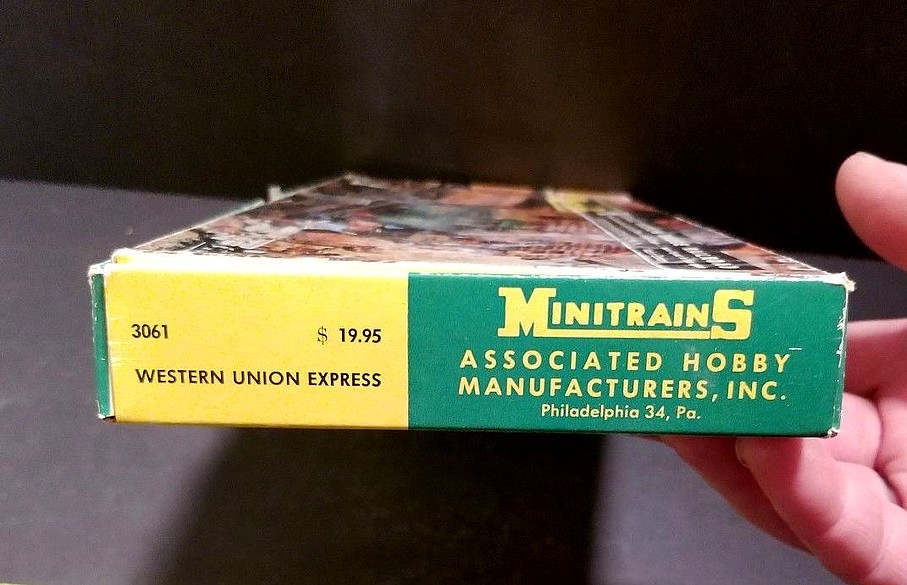 3061 $ 19.95
WESTERN UNION EXPRESS
MINITRAINS
ASSOCIATED HOBBY
MANUFACTURERS, INC.
Philadelphia 34, Pa.